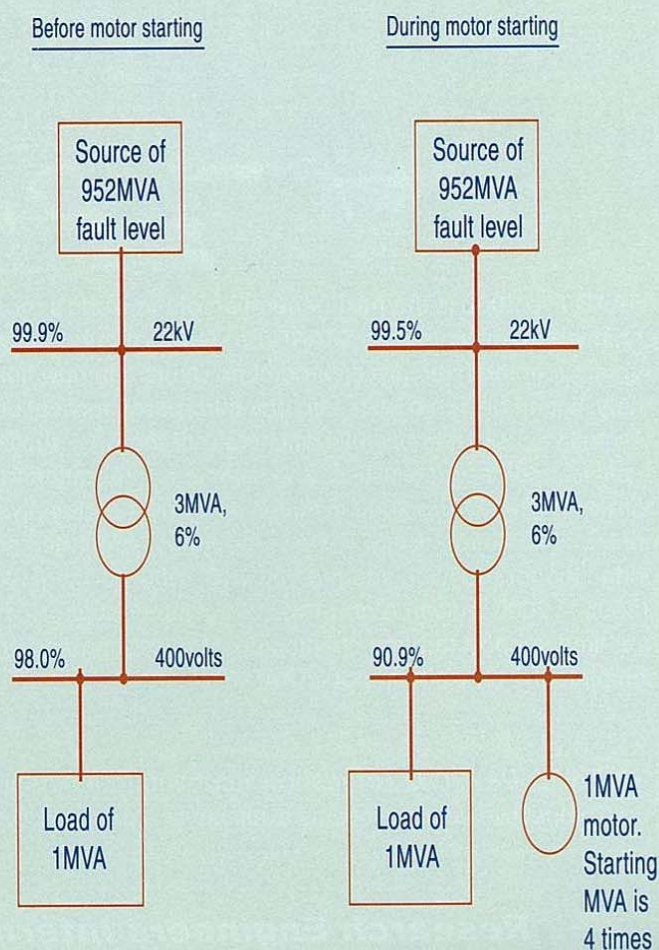 Before motor starting
Source of
952MVA
fault level
99.9% 22kV
3MVA,
6%
98.0% 400volts
Load of
1MVA
During motor starting
Source of
952MVA
fault level
99.5% 22kV
3MVA,
6%
90.9% 400volts
Load of
1MVA
1MVA
motor.
Starting
MVA is
4 times